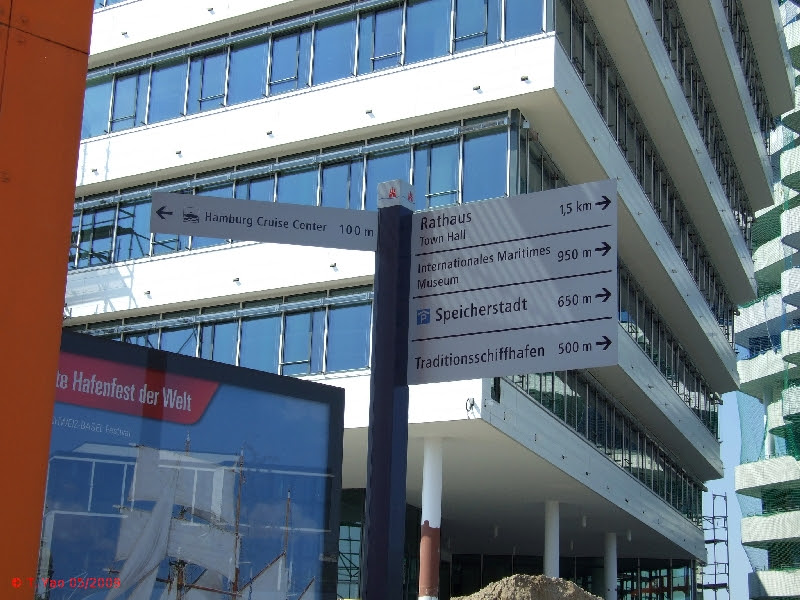 Hamburg Cruise Center 100 m
Rathaus 1,5 km
Town Hall
Internationales Maritimes 950 m
Museum
P
Speicherstadt 650 m
Traditionsschiffhafen 500 m
te Hafenfest der Welt